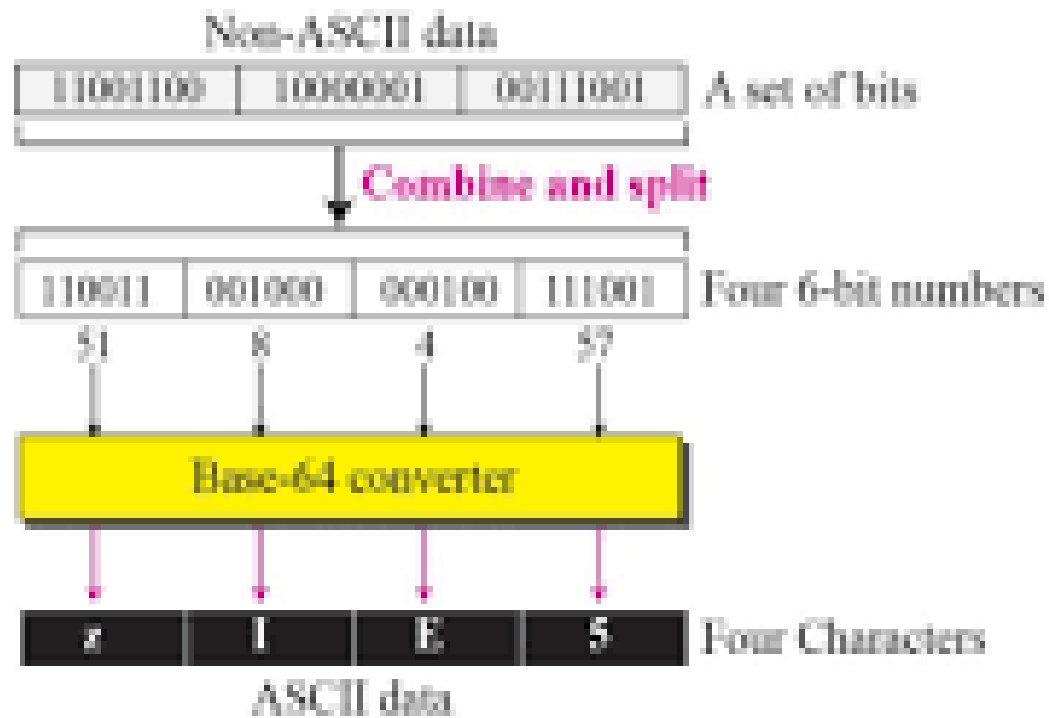 Non-ASCII data
11001100 10000001 00111001 A set of bits
Combine and split
110011 001000 000100 111001 Four 6-bit numbers
51 8 4 57
Base-64 converter
z I E 5 Four Characters
ASCII data